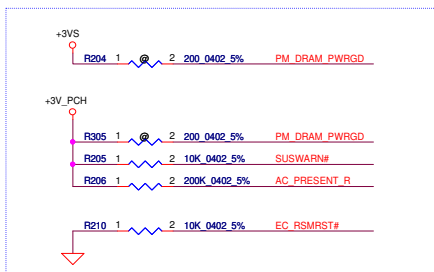 +3VS
R204 1 @ 2 200_0402_5% PM_DRAM_PWRGD
+3V_PCH
R305 1 @ 2 200_0402_5% PM_DRAM_PWRGD
R205 1 2 10K_0402_5% SUSWARN#
R206 1 2 200K_0402_5% AC_PRESENT_R
R210 1 2 10K_0402_5% EC_RSMRST#